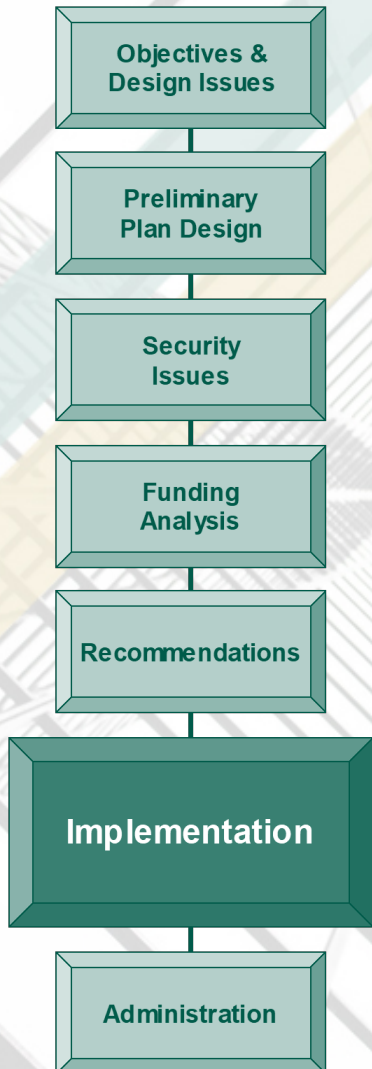 Objectives &
Design Issues
Preliminary
Plan Design
Security
Issues
Funding
Analysis
Recommendations
Implementation
Administration